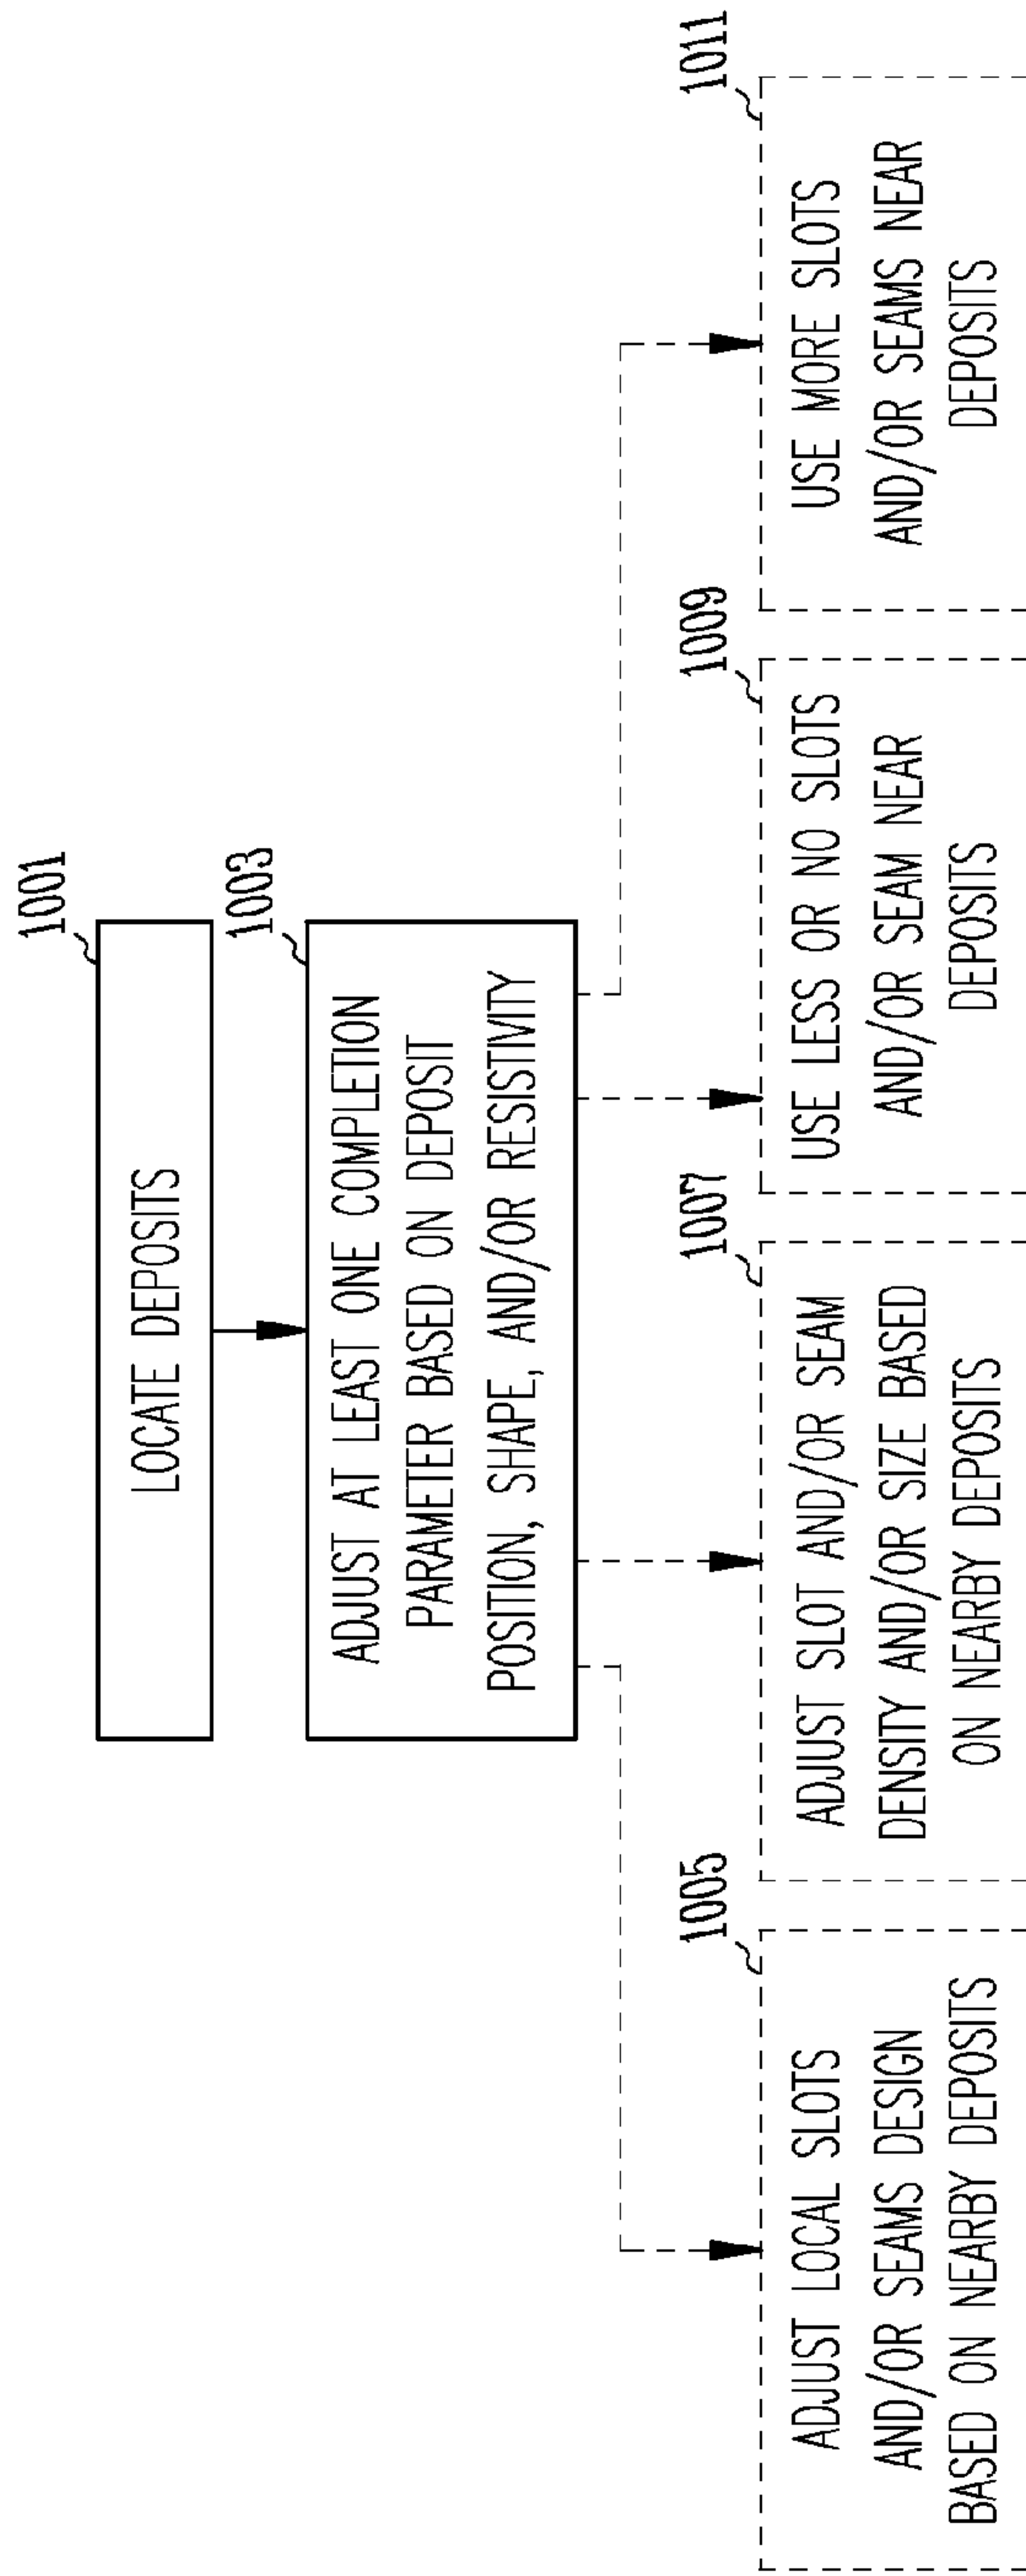 1001
LOCATE DEPOSITS
1003
ADJUST AT LEAST ONE COMPLETION
PARAMETER BASED ON DEPOSIT
POSITION, SHAPE, AND/OR RESISTIVITY
1005
ADJUST LOCAL SLOTS
AND/OR SEAMS DESIGN
BASED ON NEARBY DEPOSITS
1007
ADJUST SLOT AND/OR SEAM
DENSITY AND/OR SIZE BASED
ON NEARBY DEPOSITS
1009
USE LESS OR NO SLOTS
AND/OR SEAM NEAR
DEPOSITS
1011
USE MORE SLOTS
AND/OR SEAMS NEAR
DEPOSITS